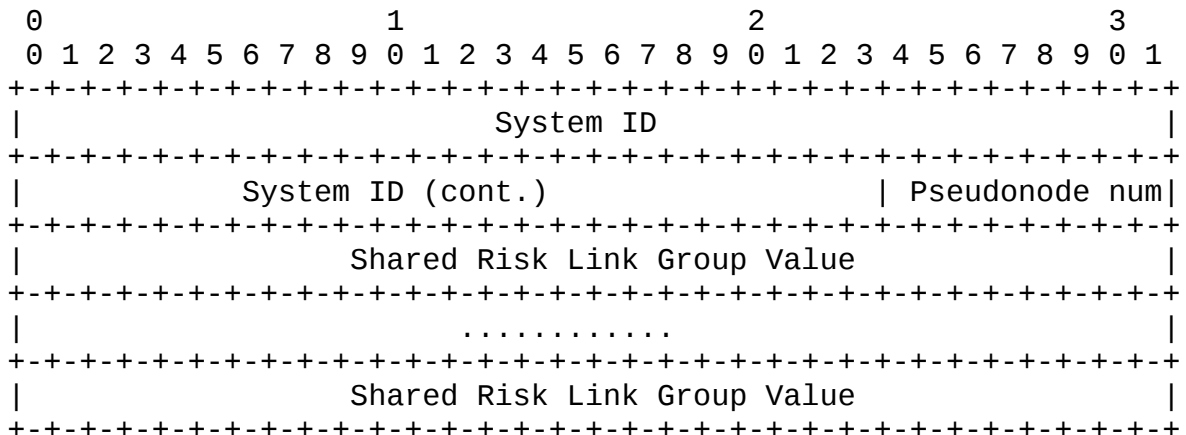 0                   1                   2                   3
0 1 2 3 4 5 6 7 8 9 0 1 2 3 4 5 6 7 8 9 0 1 2 3 4 5 6 7 8 9 0 1
+-+-+-+-+-+-+-+-+-+-+-+-+-+-+-+-+-+-+-+-+-+-+-+-+-+-+-+-+-+-+-+-+
|                          System ID                            |
+-+-+-+-+-+-+-+-+-+-+-+-+-+-+-+-+-+-+-+-+-+-+-+-+-+-+-+-+-+-+-+-+
|            System ID (cont.)                  | Pseudonode num|
+-+-+-+-+-+-+-+-+-+-+-+-+-+-+-+-+-+-+-+-+-+-+-+-+-+-+-+-+-+-+-+-+
|                  Shared Risk Link Group Value                 |
+-+-+-+-+-+-+-+-+-+-+-+-+-+-+-+-+-+-+-+-+-+-+-+-+-+-+-+-+-+-+-+-+
|                        ............                           |
+-+-+-+-+-+-+-+-+-+-+-+-+-+-+-+-+-+-+-+-+-+-+-+-+-+-+-+-+-+-+-+-+
|                  Shared Risk Link Group Value                 |
+-+-+-+-+-+-+-+-+-+-+-+-+-+-+-+-+-+-+-+-+-+-+-+-+-+-+-+-+-+-+-+-+